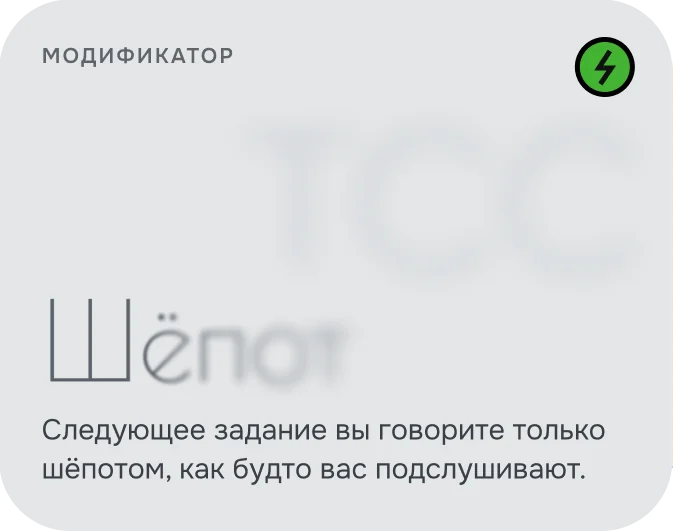 МОДИФИКАТОР
ТСС
Шёпот
Следующее задание вы говорите только
шёпотом, как будто вас подслушивают.